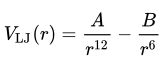 V_LJ(r) = A/r^12 − B/r^6